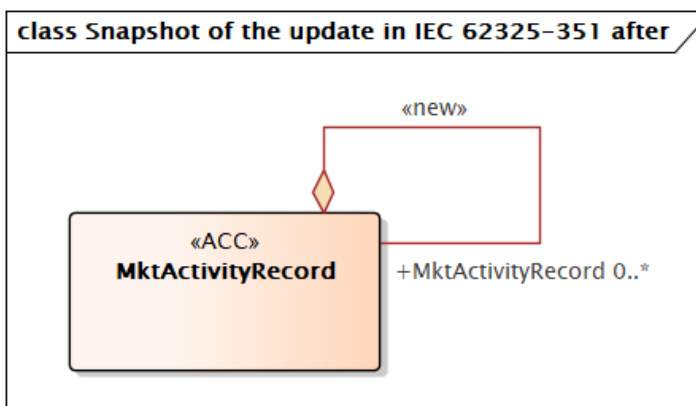 class Snapshot of the update in IEC 62325-351 after
«new»
«ACC»
MktActivityRecord
+MktActivityRecord 0..*